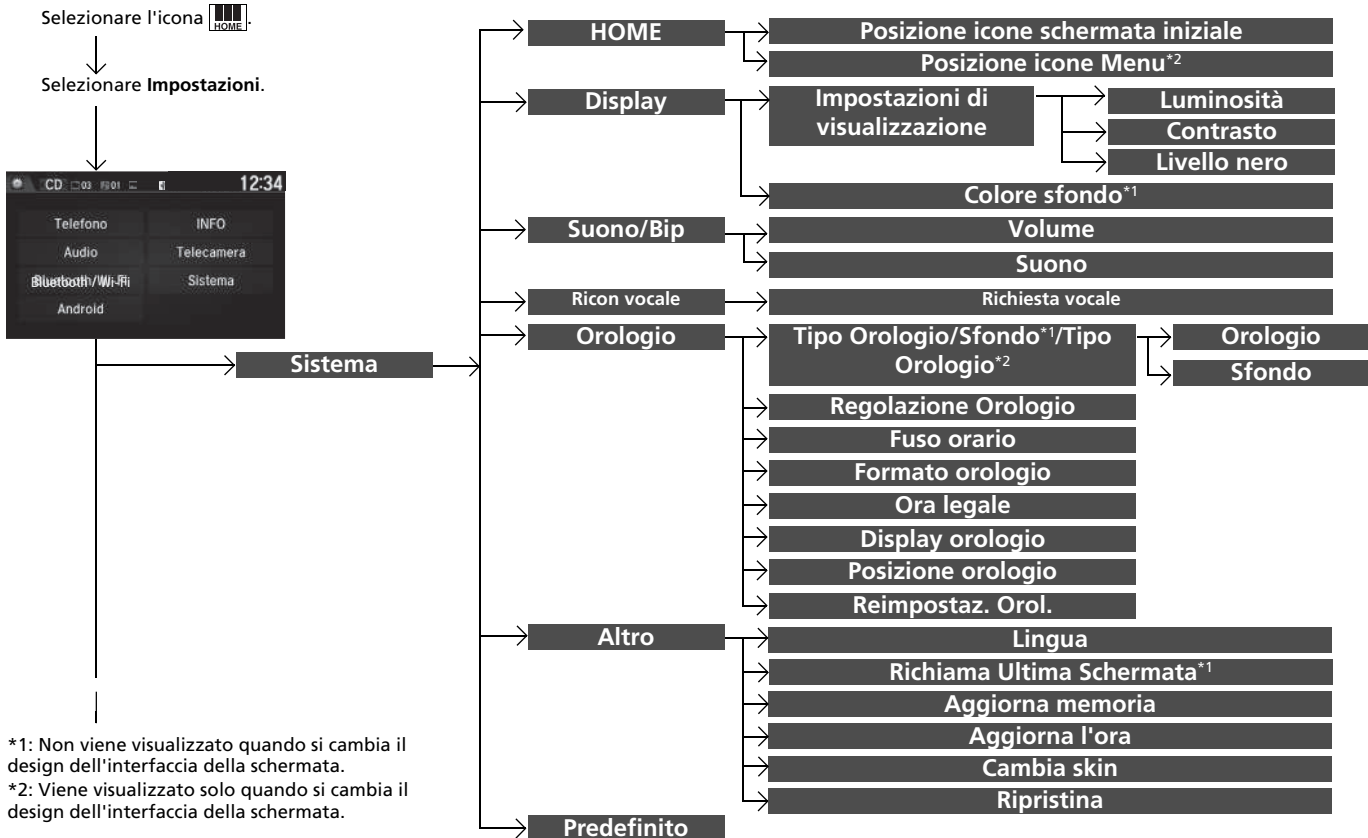 Selezionare l'icona HOME.
Selezionare Impostazioni.
CD 03 01 12:34
Telefono INFO
Audio Telecamera
Bluetooth/Wi-Fi Sistema
Android
Sistema
HOME
Posizione icone schermata iniziale
Posizione icone Menu*2
Display
Impostazioni di
visualizzazione
Luminosità
Contrasto
Livello nero
Colore sfondo*1
Suono/Bip
Volume
Suono
Ricon vocale
Richiesta vocale
Orologio
Tipo Orologio/Sfondo*1/Tipo
Orologio*2
Orologio
Sfondo
Regolazione Orologio
Fuso orario
Formato orologio
Ora legale
Display orologio
Posizione orologio
Reimpostaz. Orol.
Altro
Lingua
Richiama Ultima Schermata*1
Aggiorna memoria
Aggiorna l'ora
Cambia skin
Ripristina
Predefinito
*1: Non viene visualizzato quando si cambia il
design dell'interfaccia della schermata.
*2: Viene visualizzato solo quando si cambia il
design dell'interfaccia della schermata.